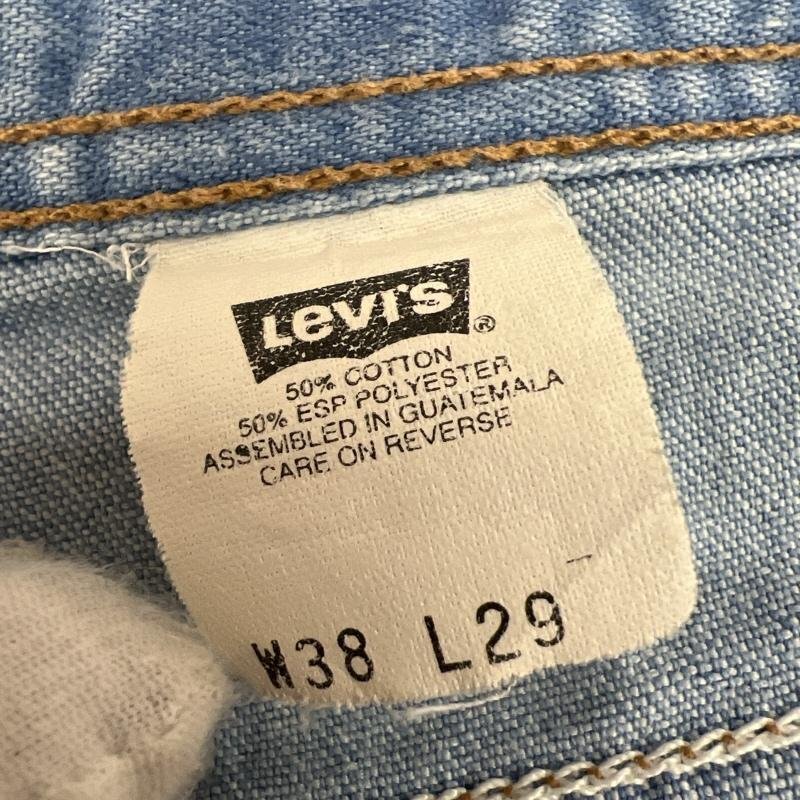 Levi's ®
50% COTTON
50% ESP POLYESTER
ASSEMBLED IN GUATEMALA
CARE ON REVERSE
W38 L29